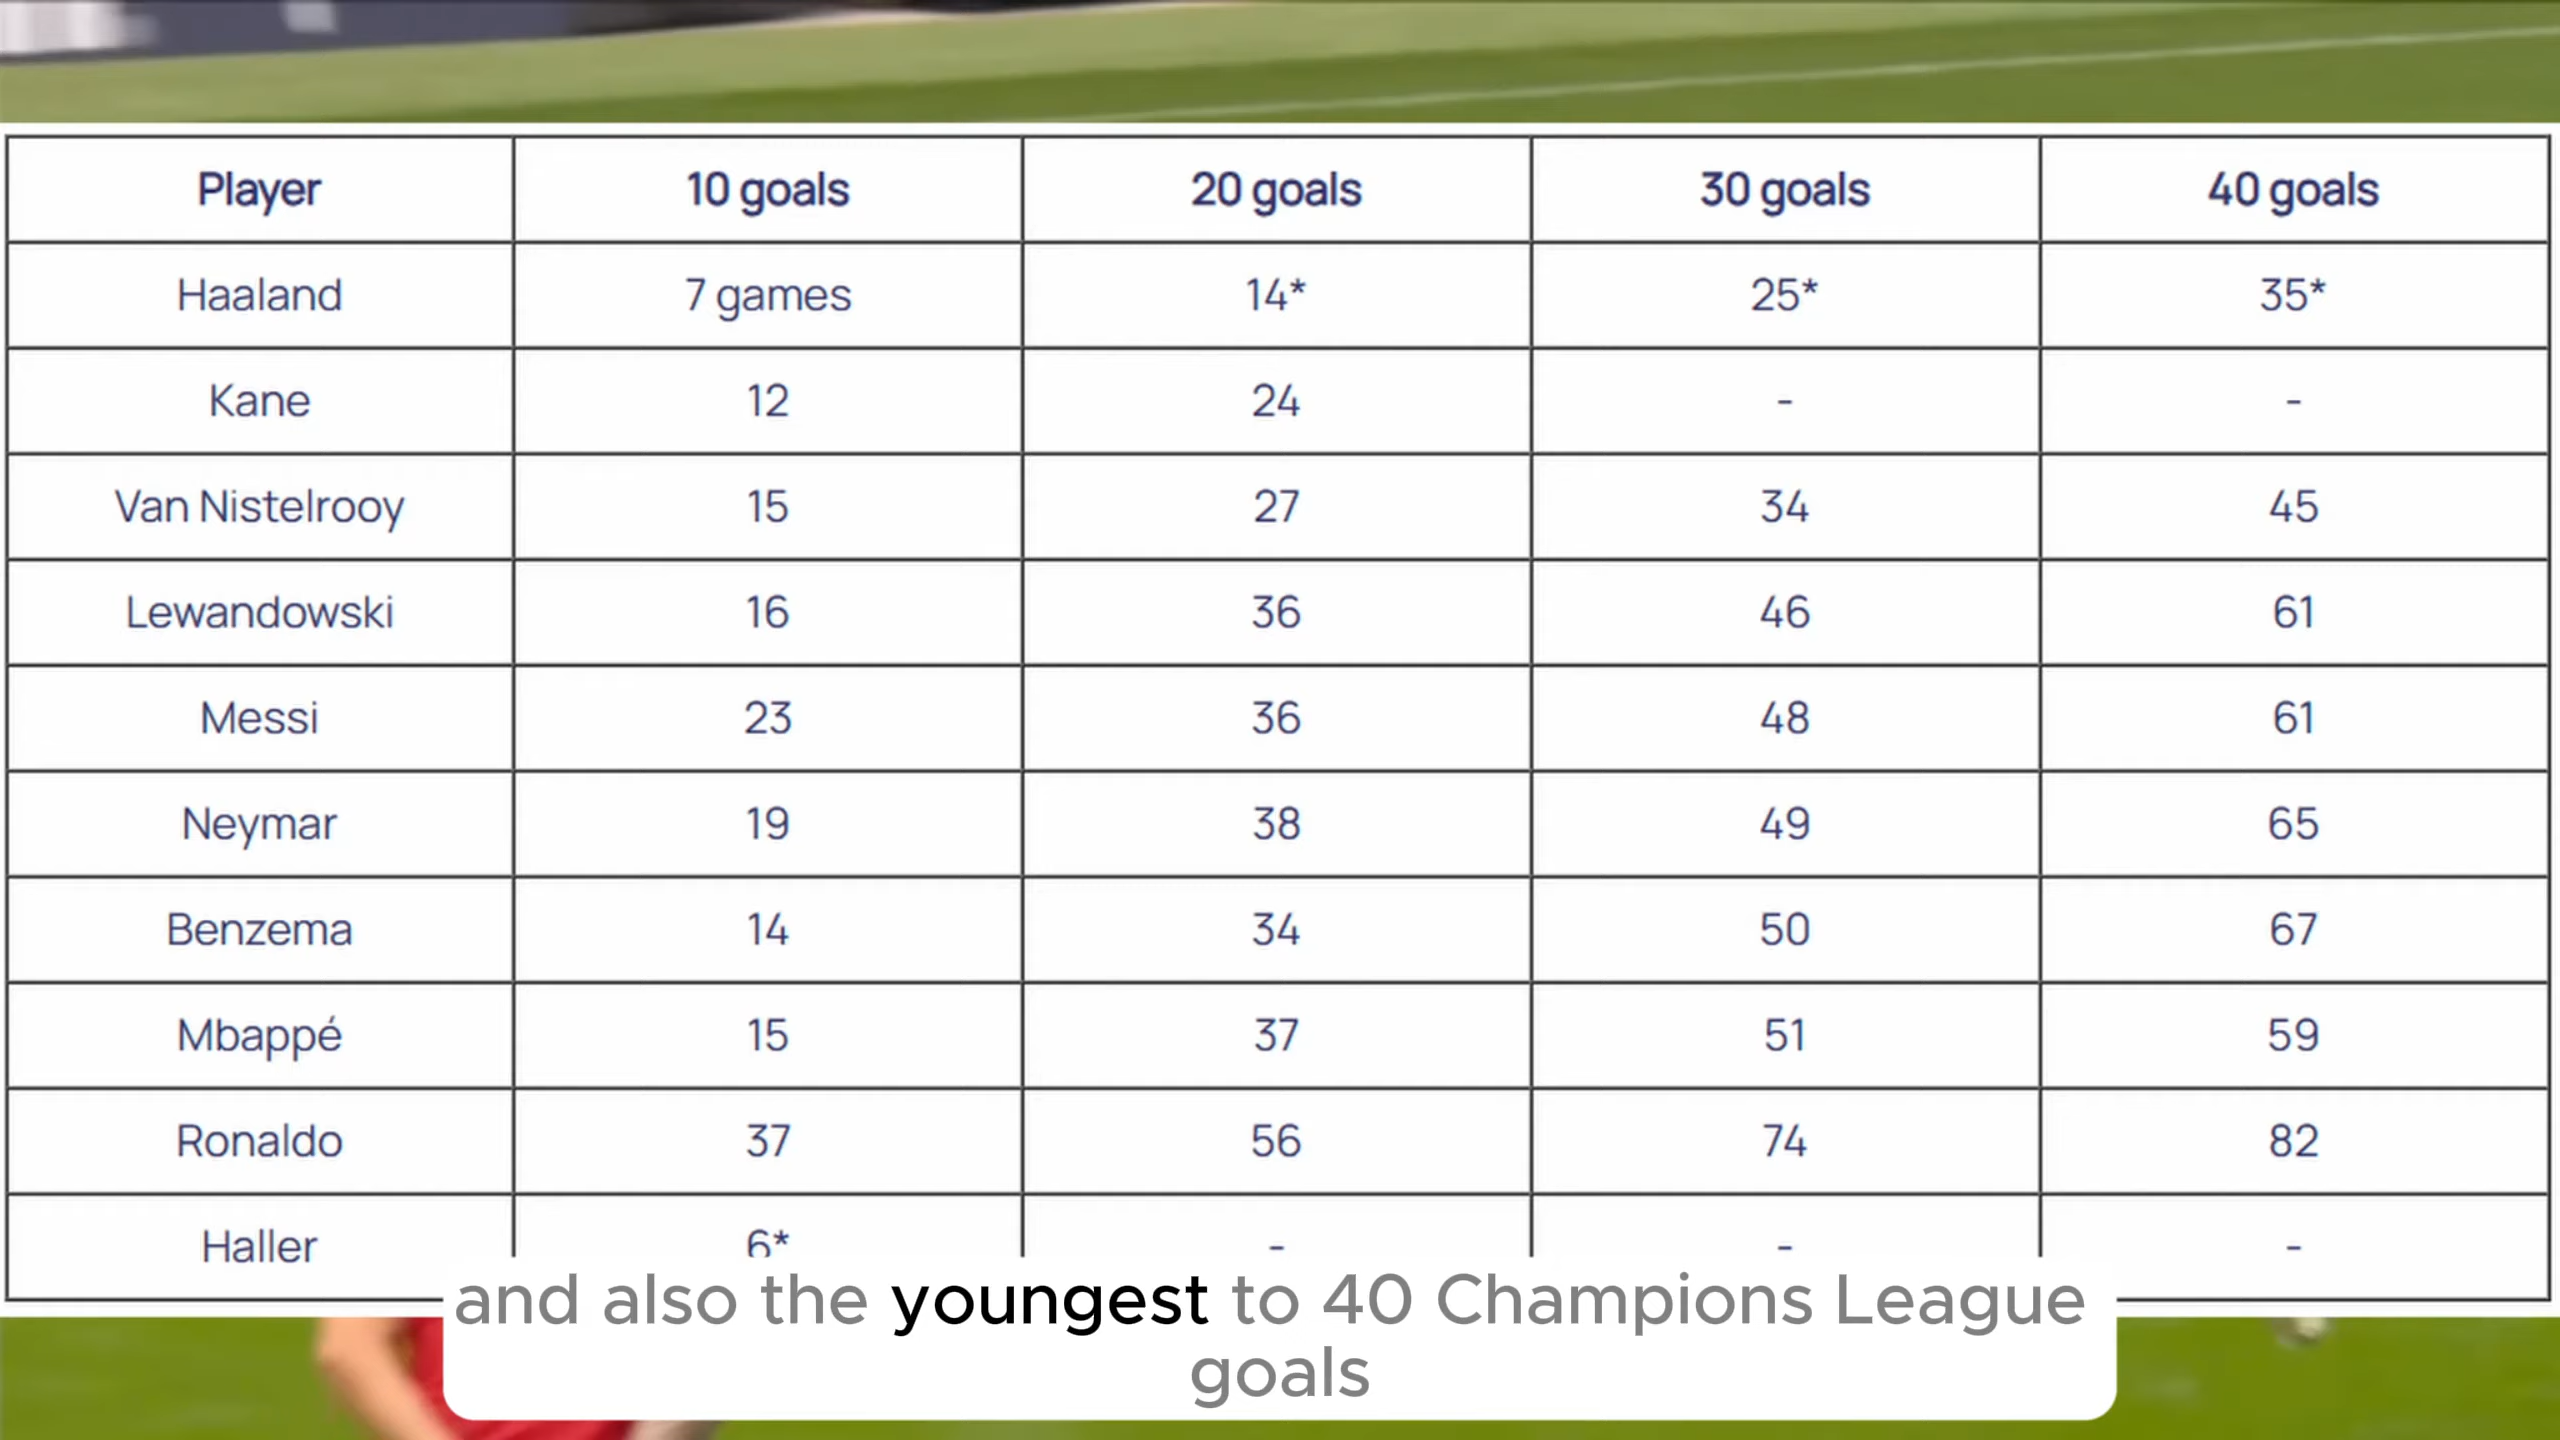 Player 10 goals 20 goals 30 goals 40 goals
Haaland 7 games 14* 25* 35*
Kane 12 24 - -
Van Nistelrooy 15 27 34 45
Lewandowski 16 36 46 61
Messi 23 36 48 61
Neymar 19 38 49 65
Benzema 14 34 50 67
Mbappé 15 37 51 59
Ronaldo 37 56 74 82
Haller 6* - - -
and also the youngest to 40 Champions League
goals